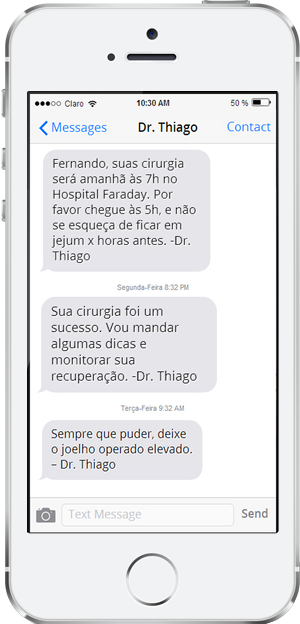 Claro
10:30 AM
50 %
Messages
Dr. Thiago
Contact
Fernando, suas cirurgia
será amanhã às 7h no
Hospital Faraday. Por
favor chegue às 5h, e não
se esqueça de ficar em
jejum x horas antes. -Dr.
Thiago
Segunda-Feira 8:32 PM
Sua cirurgia foi um
sucesso. Vou mandar
algumas dicas e
monitorar sua
recuperação. -Dr. Thiago
Terça-Feira 9:32 AM
Sempre que puder, deixe
o joelho operado elevado.
– Dr. Thiago
Text Message
Send